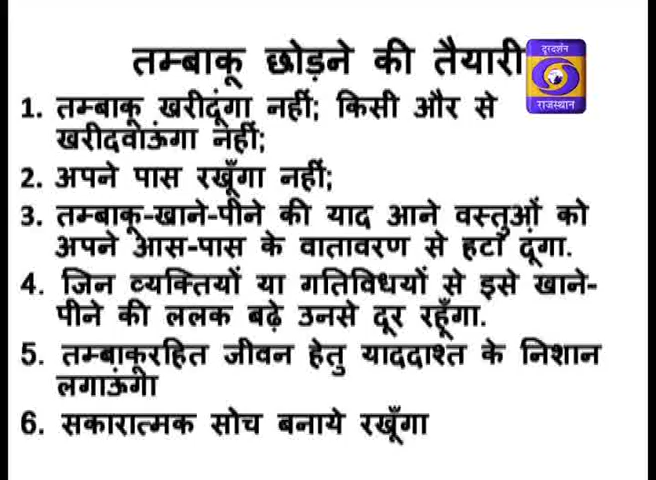 तम्बाकू छोड़ने की तैयारी
दूरदर्शन
राजस्थान
1. तम्बाकू खरीदूंगा नहीं; किसी और से
खरीदवाऊंगा नहीं;
2. अपने पास रखूँगा नहीं;
3. तम्बाकू-खाने-पीने की याद आने वस्तुओं को
अपने आस-पास के वातावरण से हटा दूंगा.
4. जिन व्यक्तियों या गतिविधयों से इसे खाने-
पीने की ललक बढ़े उनसे दूर रहूँगा.
5. तम्बाकूरहित जीवन हेतु याददाश्त के निशान
लगाऊंगा
6. सकारात्मक सोच बनाये रखूँगा